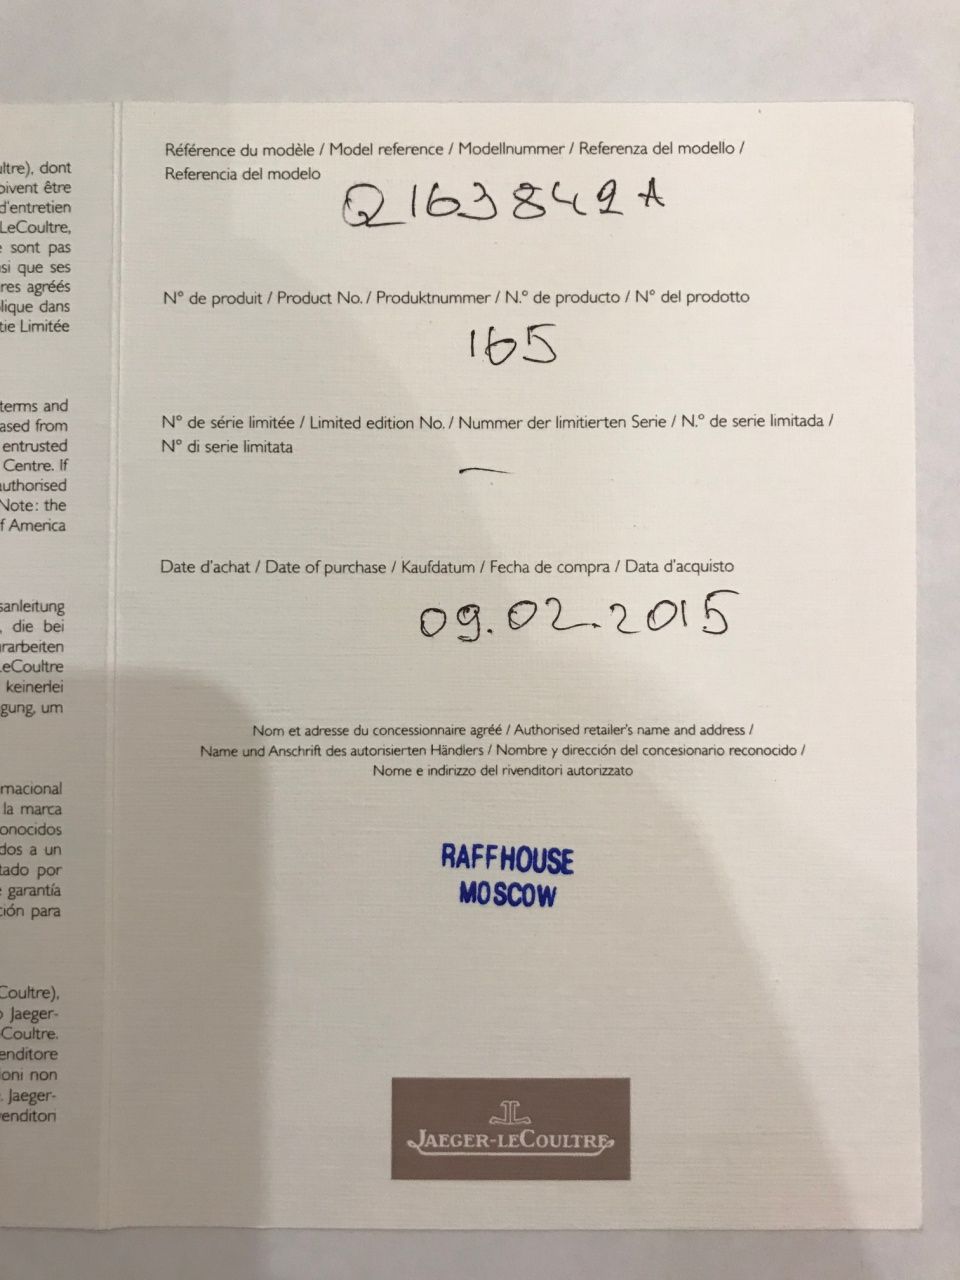 ultre), dont
oivent être
d'entretien
LeCoultre,
e sont pas
si que ses
res agréés
lique dans
tie Limitée
terms and
ased from
entrusted
Centre. If
uthorised
Note: the
f America
sanleitung
, die bei
rarbeiten
LeCoultre
keinerlei
gung, um
rnacional
la marca
onocidos
dos a un
tado por
e garantía
ción para
Coultre),
o Jaeger-
Coultre.
enditore
ioni non
. Jaeger-
venditori
Référence du modèle / Model reference / Modellnummer / Referenza del modello /
Referencia del modelo
Q163842A
N° de produit / Product No. / Produktnummer / N.° de producto / N° del prodotto
165
N° de série limitée / Limited edition No. / Nummer der limitierten Serie / N.° de serie limitada /
N° di serie limitata
—
Date d'achat / Date of purchase / Kaufdatum / Fecha de compra / Data d'acquisto
09.02.2015
Nom et adresse du concessionnaire agréé / Authorised retailer's name and address /
Name und Anschrift des autorisierten Händlers / Nombre y dirección del concesionario reconocido /
Nome e indirizzo del rivenditori autorizzato
RAFFHOUSE
MOSCOW
JAEGER-LECOULTRE